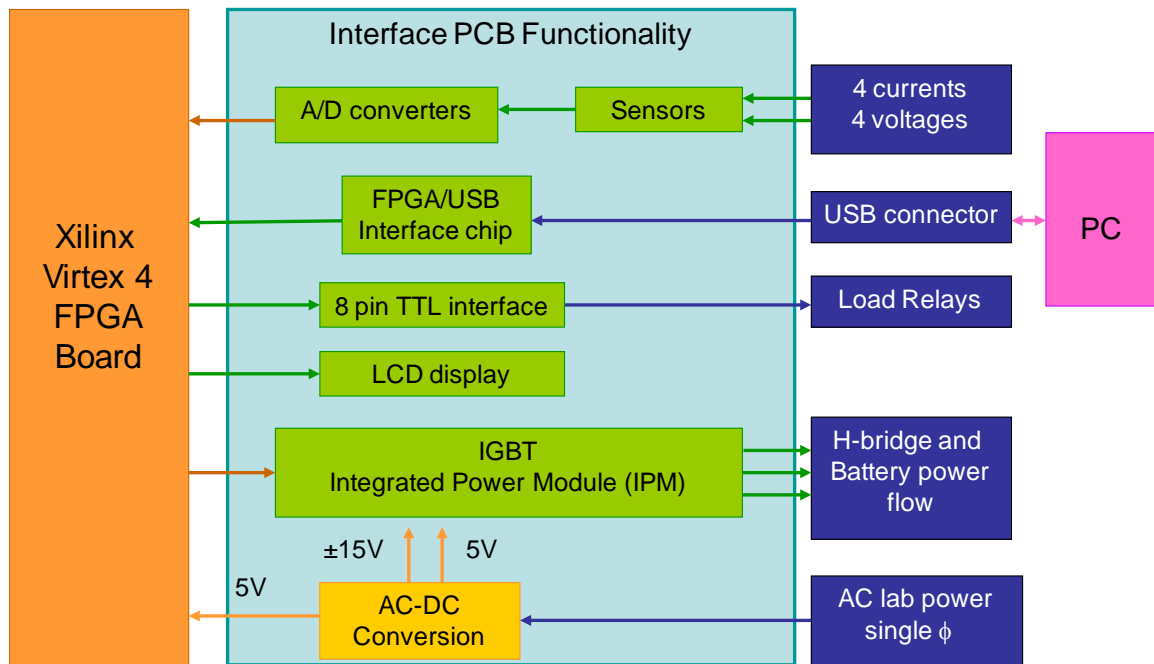 Interface PCB Functionality
Xilinx
Virtex 4
FPGA
Board
A/D converters
Sensors
4 currents
4 voltages
FPGA/USB
Interface chip
USB connector
PC
8 pin TTL interface
Load Relays
LCD display
IGBT
Integrated Power Module (IPM)
H-bridge and
Battery power
flow
±15V
5V
5V
AC-DC
Conversion
AC lab power
single ϕ